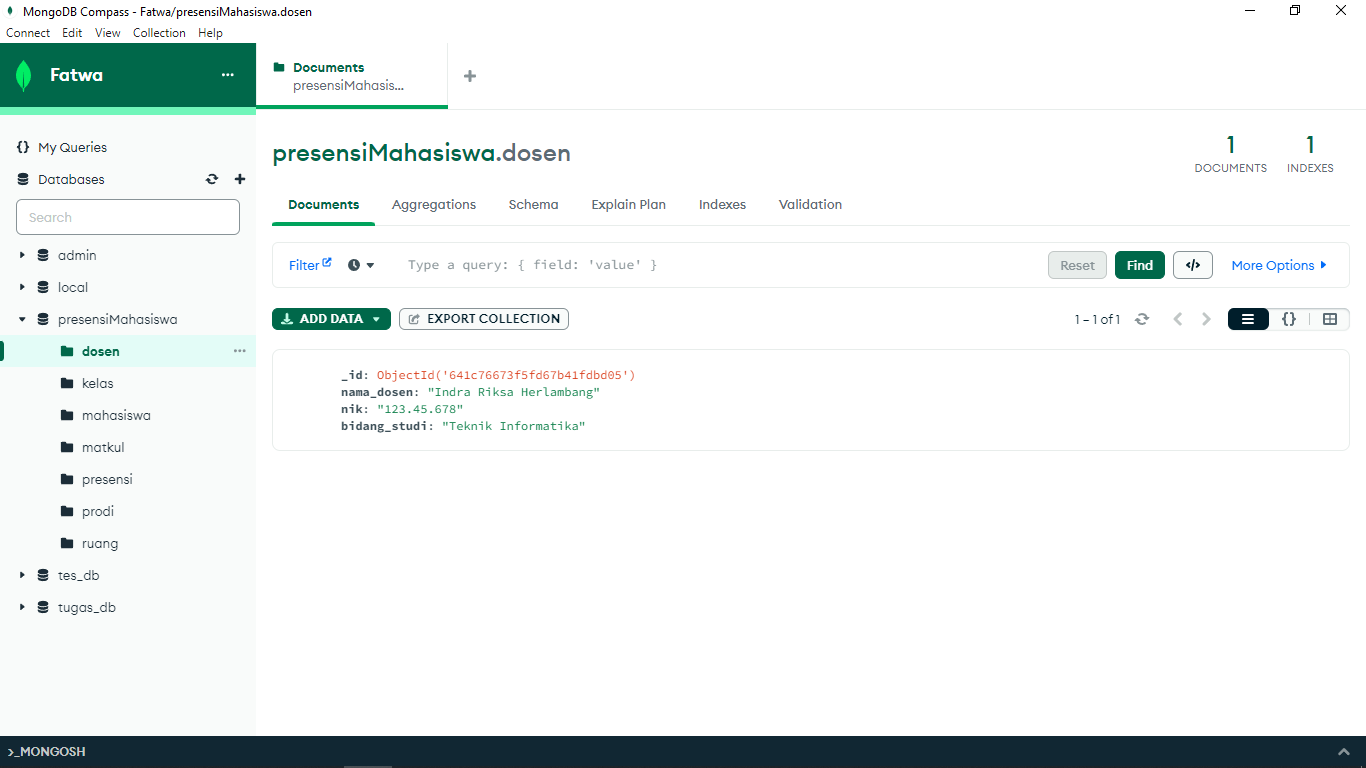 MongoDB Compass - Fatwa/presensiMahasiswa.dosen
Connect Edit View Collection Help
Fatwa
My Queries
Databases
Search
admin
local
presensiMahasiswa
dosen
kelas
mahasiswa
matkul
presensi
prodi
ruang
tes_db
tugas_db
Documents
presensiMahasis...
presensiMahasiswa.dosen
1 DOCUMENTS
1 INDEXES
Documents Aggregations Schema Explain Plan Indexes Validation
Filter Type a query: { field: 'value' } Reset Find </> More Options
ADD DATA EXPORT COLLECTION 1 – 1 of 1 {}
_id: ObjectId('641c76673f5fd67b41fdbd05')
nama_dosen: "Indra Riksa Herlambang"
nik: "123.45.678"
bidang_studi: "Teknik Informatika"
>_MONGOSH